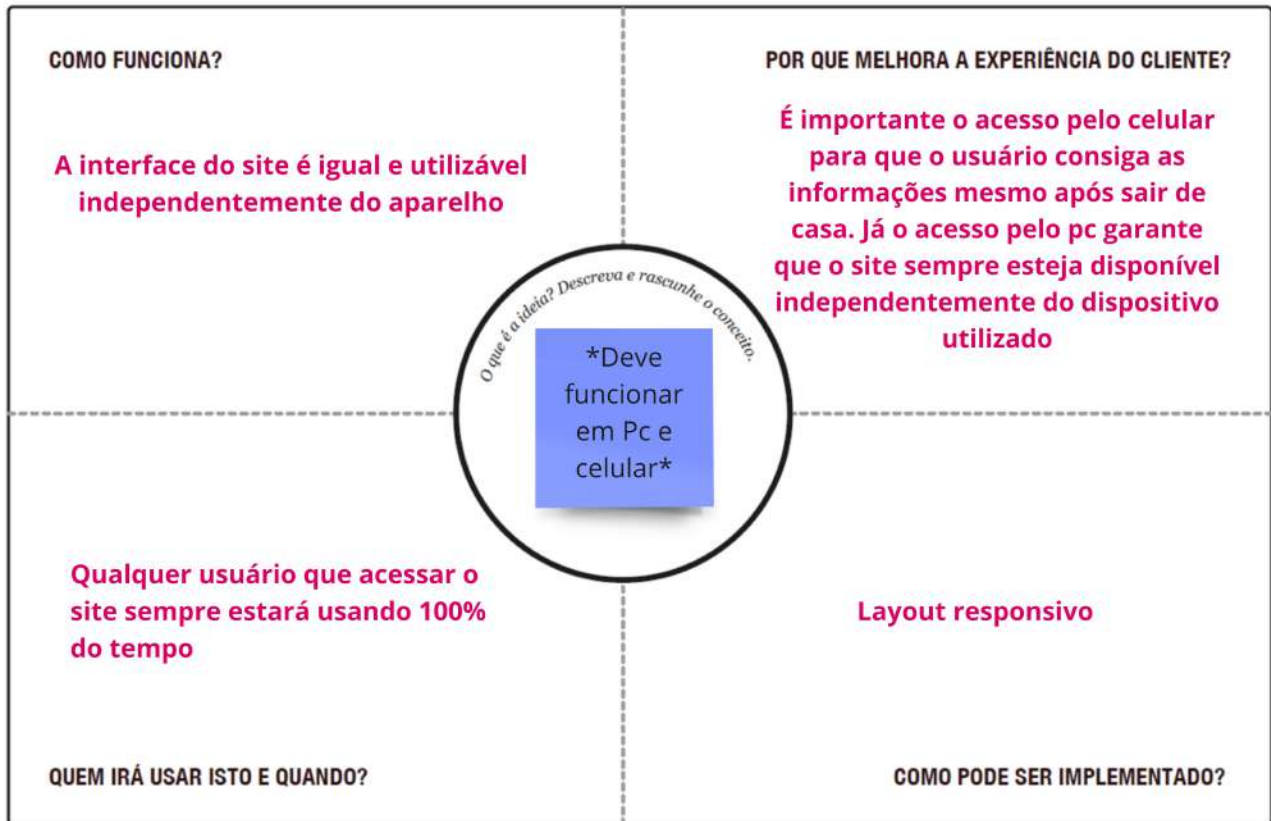 COMO FUNCIONA?
A interface do site é igual e utilizável
independentemente do aparelho
POR QUE MELHORA A EXPERIÊNCIA DO CLIENTE?
É importante o acesso pelo celular
para que o usuário consiga as
informações mesmo após sair de
casa. Já o acesso pelo pc garante
que o site sempre esteja disponível
independentemente do dispositivo
utilizado
O que é a ideia? Descreva e rascunhe o conceito.
*Deve
funcionar
em Pc e
celular*
Qualquer usuário que acessar o
site sempre estará usando 100%
do tempo
QUEM IRÁ USAR ISTO E QUANDO?
Layout responsivo
COMO PODE SER IMPLEMENTADO?